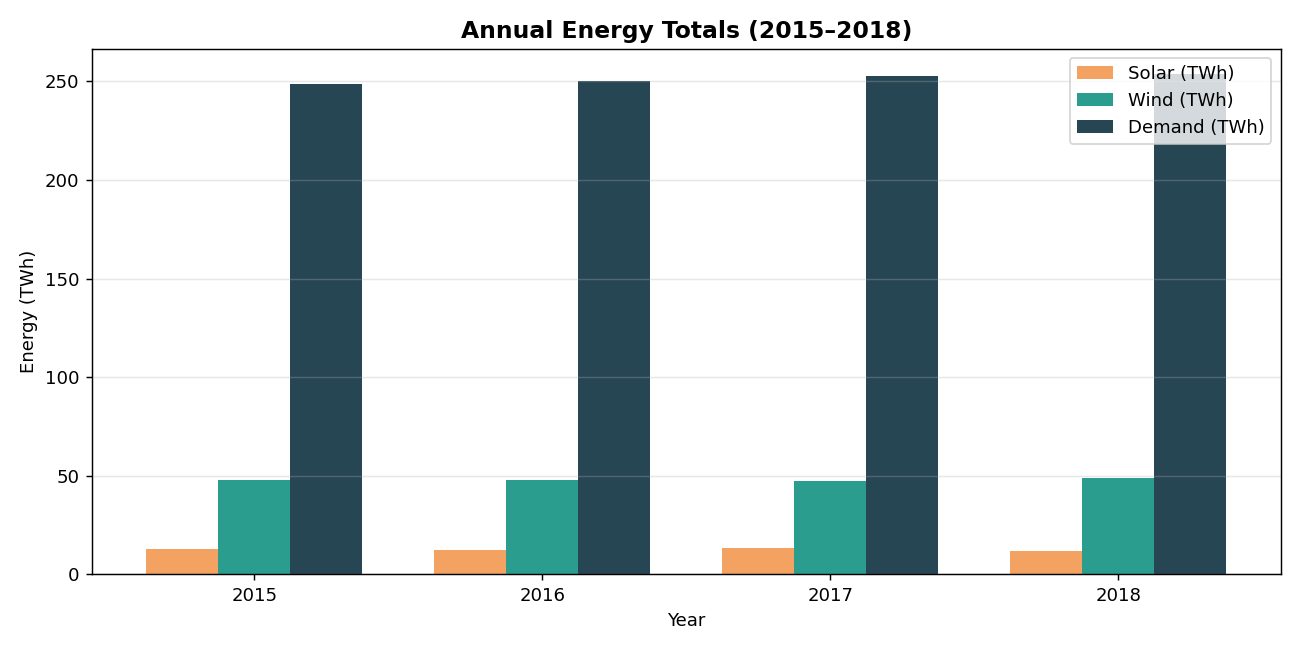 Annual Energy Totals (2015–2018)
Solar (TWh)
Wind (TWh)
Demand (TWh)
Energy (TWh)
250
200
150
100
50
0
2015 2016 2017 2018
Year